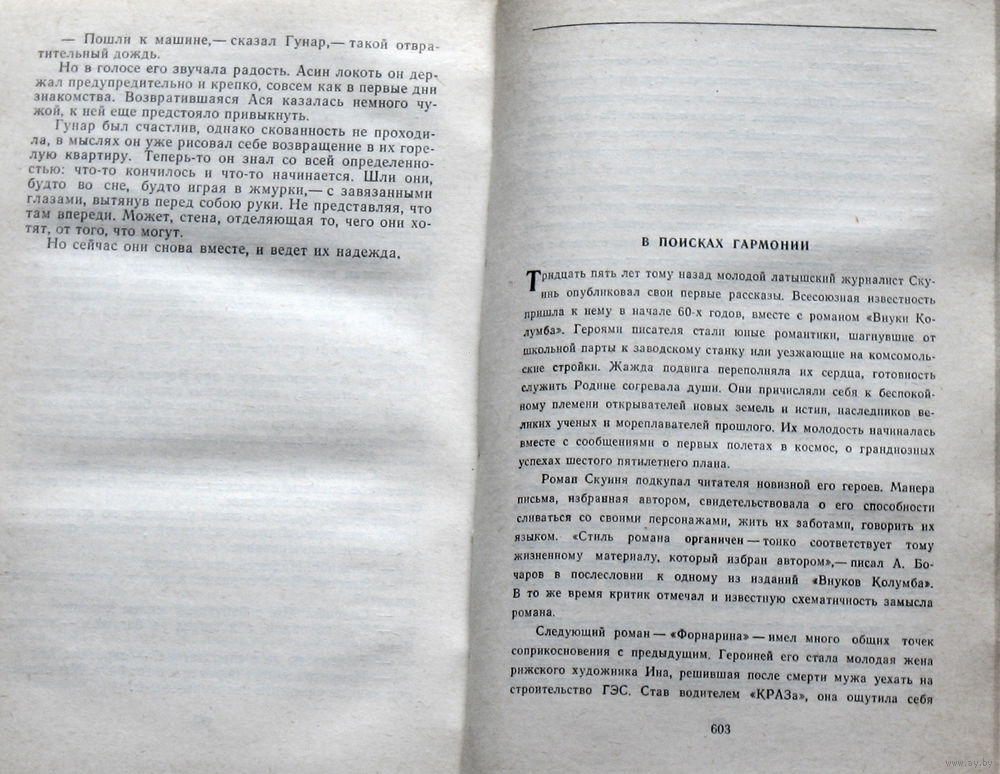 — Пошли к машине,— сказал Гунар,— такой отвра-
тительный дождь.
Но в голосе его звучала радость. Асин локоть он дер-
жал предупредительно и крепко, совсем как в первые дни
знакомства. Возвратившаяся Ася казалась немного чу-
жой, к ней еще предстояло привыкнуть.
Гунар был счастлив, однако скованность не проходи-
ла, в мыслях он уже рисовал себе возвращение в их горе-
лую квартиру. Теперь-то он знал со всей определенно-
стью: что-то кончилось и что-то начинается. Шли они,
будто во сне, будто играя в жмурки,— с завязанными
глазами, вытянув перед собою руки. Не представляя, что
там впереди. Может, стена, отделяющая то, чего они хо-
тят, от того, что могут.
Но сейчас они снова вместе, и ведет их надежда.
В ПОИСКАХ ГАРМОНИИ
Тридцать пять лет тому назад молодой латышский журналист Ску-
инь опубликовал свои первые рассказы. Всесоюзная известность
пришла к нему в начале 60-х годов, вместе с романом «Внуки Ко-
лумба». Героями писателя стали юные романтики, шагнувшие от
школьной парты к заводскому станку или уезжающие на комсомоль-
ские стройки. Жажда подвига переполняла их сердца, готовность
служить Родине согревала души. Они причисляли себя к беспокой-
ному племени открывателей новых земель и истин, наследников ве-
ликих ученых и мореплавателей прошлого. Их молодость начиналась
вместе с сообщениями о первых полетах в космос, о грандиозных
успехах шестого пятилетнего плана.
Роман Скуиня подкупал читателя новизной его героев. Манера
письма, избранная автором, свидетельствовала о его способности
сливаться со своими персонажами, жить их заботами, говорить их
языком. «Стиль романа органичен — тонко соответствует тому
жизненному материалу, который избран автором»,— писал А. Бо-
чаров в послесловии к одному из изданий «Внуков Колумба».
В то же время критик отмечал и известную схематичность замысла
романа.
Следующий роман — «Форнарина» — имел много общих точек
соприкосновения с предыдущим. Героиней его стала молодая жена
рижского художника Ина, решившая после смерти мужа уехать на
строительство ГЭС. Став водителем «КРАЗа», она ощутила себя
603
www.ay.by